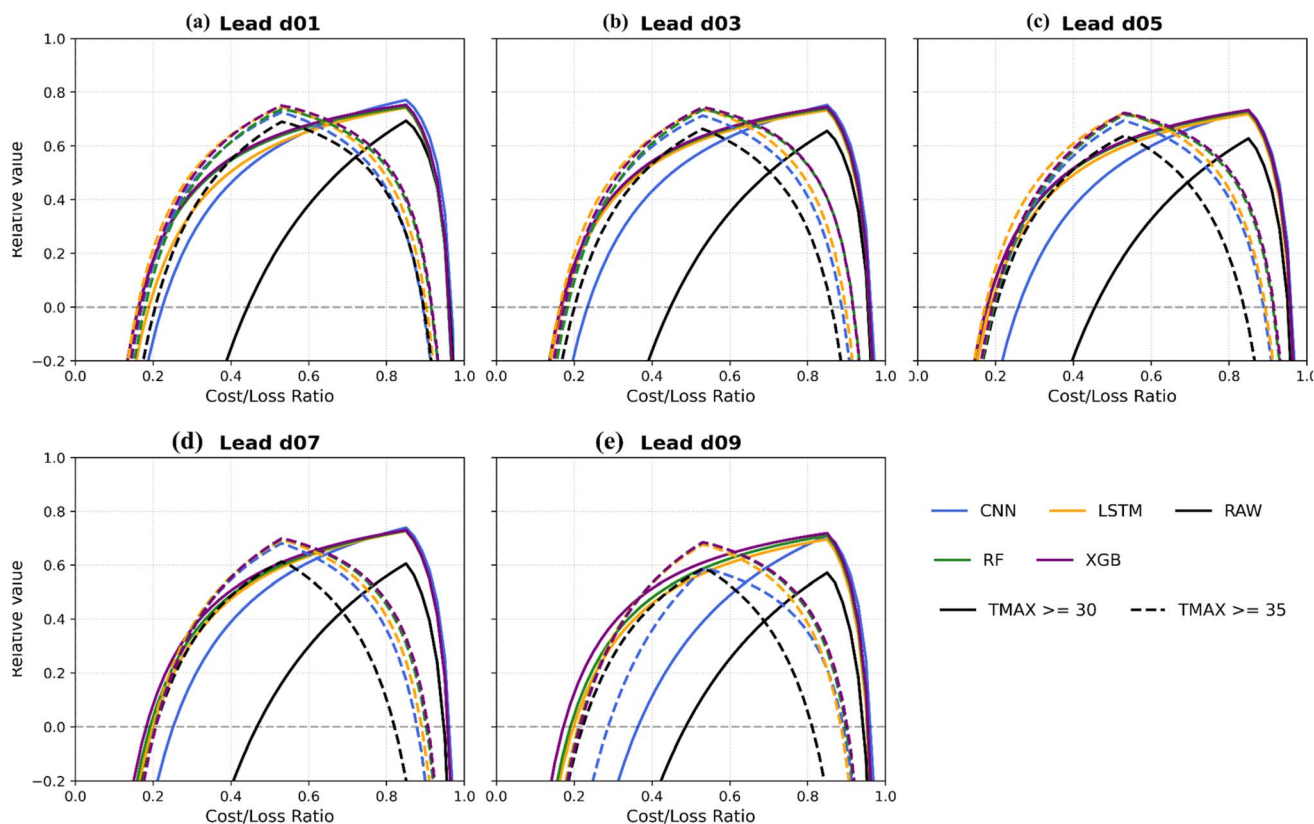 (a) Lead d01
(b) Lead d03
(c) Lead d05
1.0
0.8
0.6
0.4
0.2
0.0
−0.2
Relative value
0.0 0.2 0.4 0.6 0.8 1.0
0.0 0.2 0.4 0.6 0.8 1.0
0.0 0.2 0.4 0.6 0.8 1.0
Cost/Loss Ratio
Cost/Loss Ratio
Cost/Loss Ratio
(d) Lead d07
(e) Lead d09
1.0
0.8
0.6
0.4
0.2
0.0
−0.2
Relative value
0.0 0.2 0.4 0.6 0.8 1.0
0.0 0.2 0.4 0.6 0.8 1.0
Cost/Loss Ratio
Cost/Loss Ratio
CNN LSTM RAW
RF XGB
TMAX >= 30 TMAX >= 35